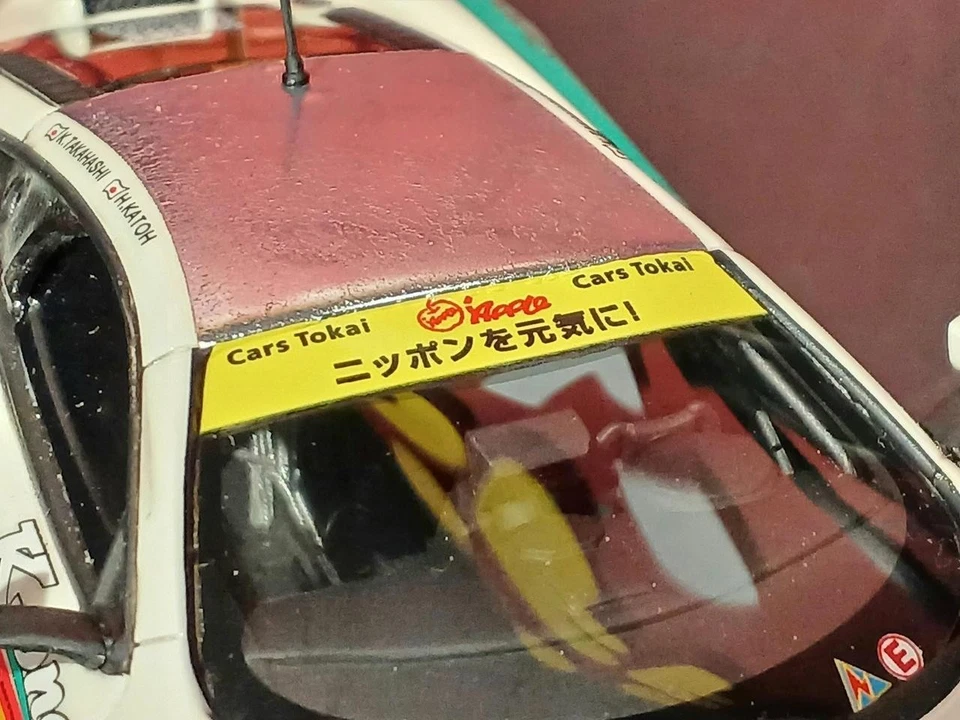 K.TAKAHASHI
H.KATOH
Cars Tokai
Apple
Cars Tokai
ニッポンを元気に!
E